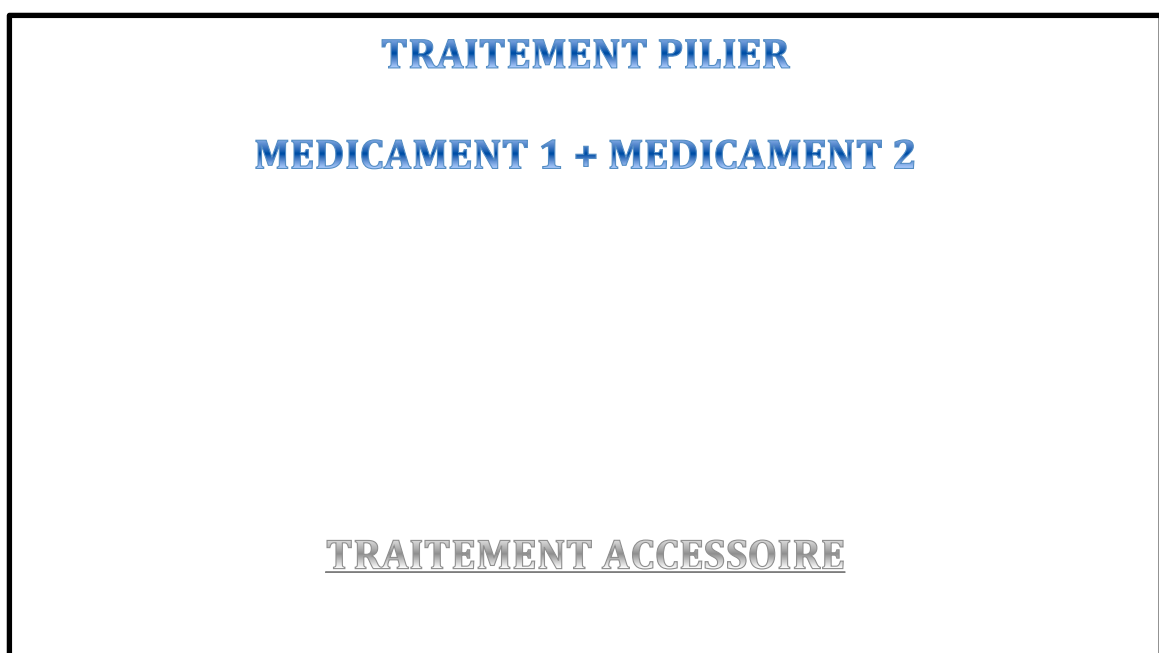 TRAITEMENT PILIER
MEDICAMENT 1 + MEDICAMENT 2
TRAITEMENT ACCESSOIRE